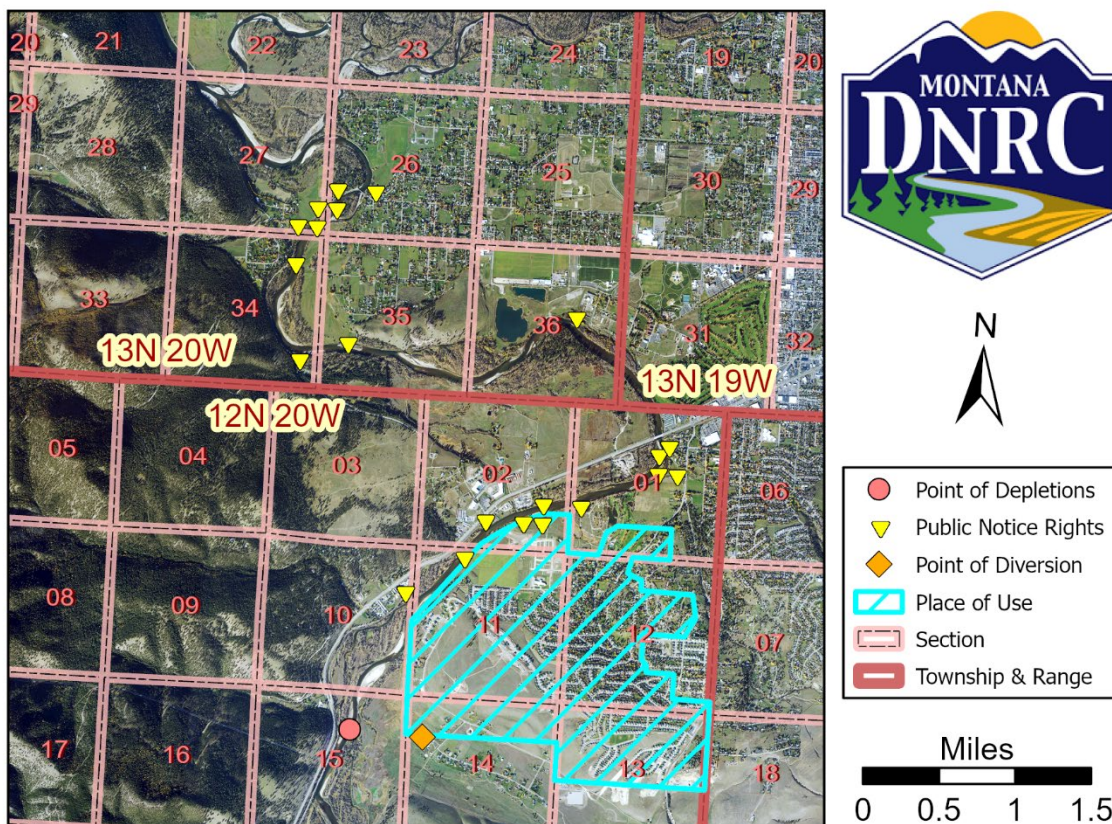 20
21
22
23
24
19
20
29
28
27
26
25
30
29
33
34
35
36
31
32
13N 20W
13N 19W
12N 20W
05
04
03
02
01
06
08
09
10
11
12
07
17
16
15
14
13
18
MONTANA
DNRC
N
Point of Depletions
Public Notice Rights
Point of Diversion
Place of Use
Section
Township & Range
Miles
0 0.5 1 1.5